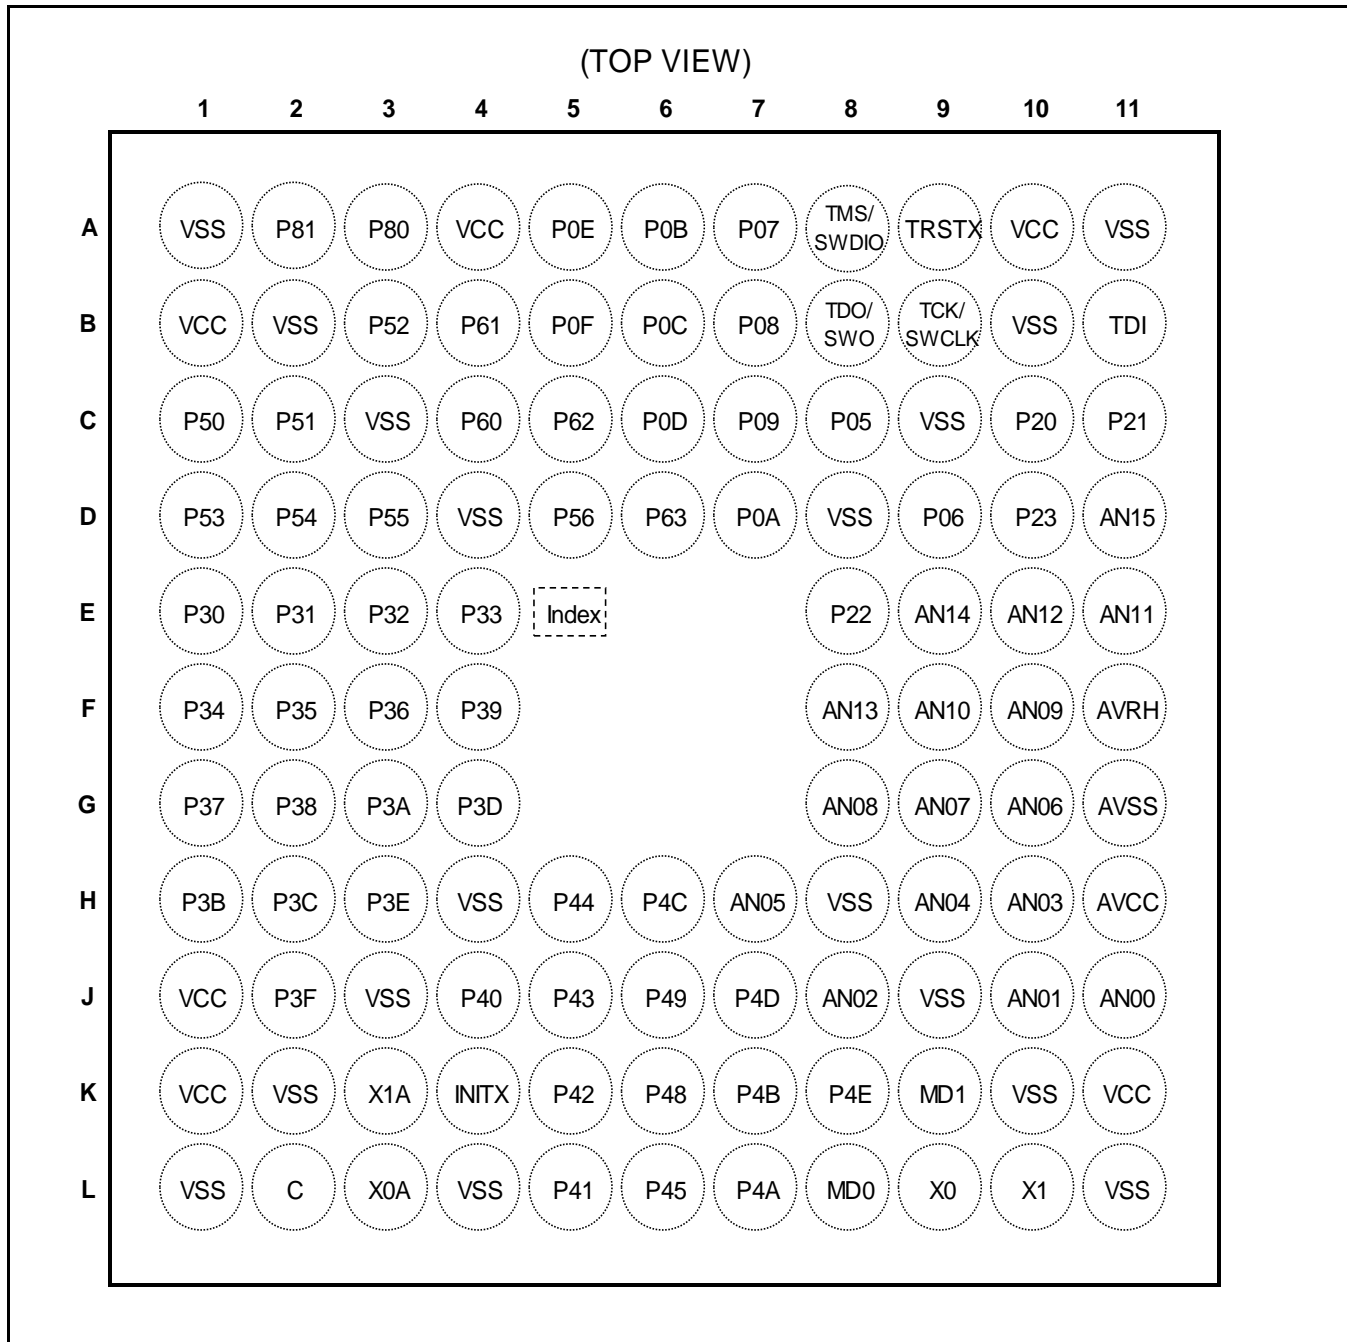 (TOP VIEW)
1 2 3 4 5 6 7 8 9 10 11
A VSS P81 P80 VCC P0E P0B P07 TMS/ SWDIO TRSTX VCC VSS
B VCC VSS P52 P61 P0F P0C P08 TDO/ SWO TCK/ SWCLK VSS TDI
C P50 P51 VSS P60 P62 P0D P09 P05 VSS P20 P21
D P53 P54 P55 VSS P56 P63 P0A VSS P06 P23 AN15
E P30 P31 P32 P33 Index P22 AN14 AN12 AN11
F P34 P35 P36 P39 AN13 AN10 AN09 AVRH
G P37 P38 P3A P3D AN08 AN07 AN06 AVSS
H P3B P3C P3E VSS P44 P4C AN05 VSS AN04 AN03 AVCC
J VCC P3F VSS P40 P43 P49 P4D AN02 VSS AN01 AN00
K VCC VSS X1A INITX P42 P48 P4B P4E MD1 VSS VCC
L VSS C X0A VSS P41 P45 P4A MD0 X0 X1 VSS